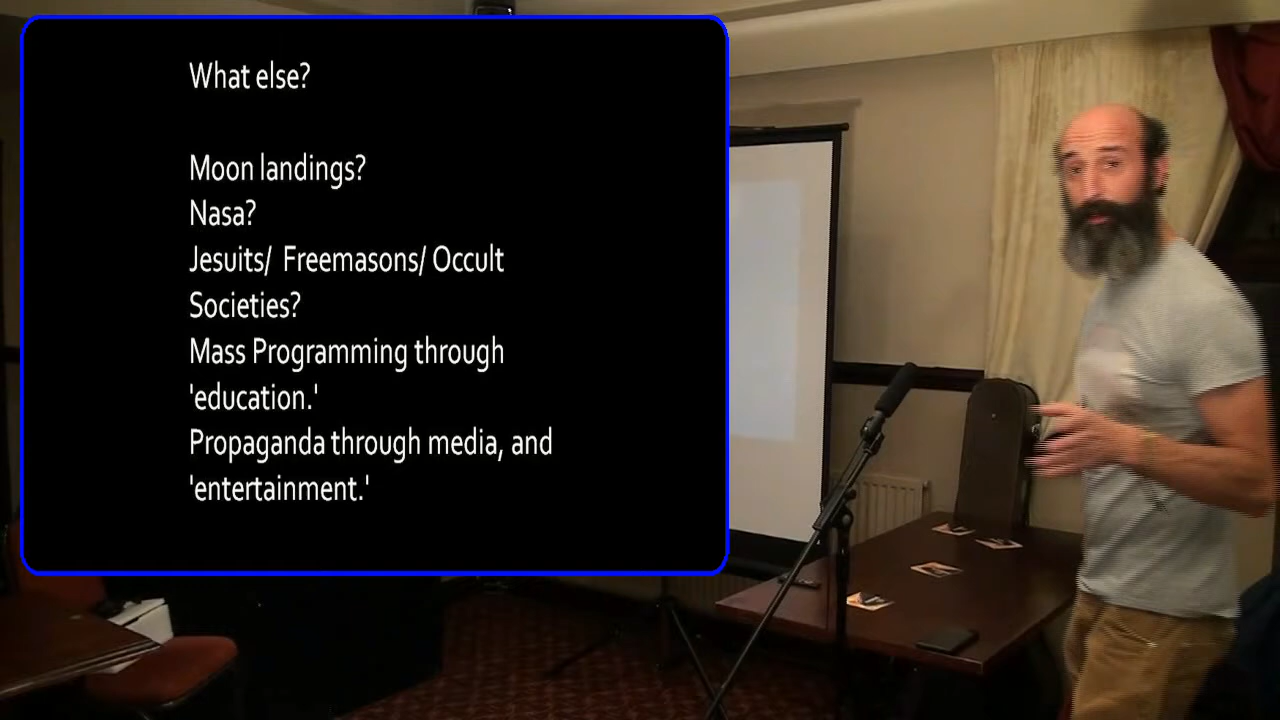 What else?
Moon landings?
Nasa?
Jesuits/ Freemasons/ Occult
Societies?
Mass Programming through
'education.'
Propaganda through media, and
'entertainment.'